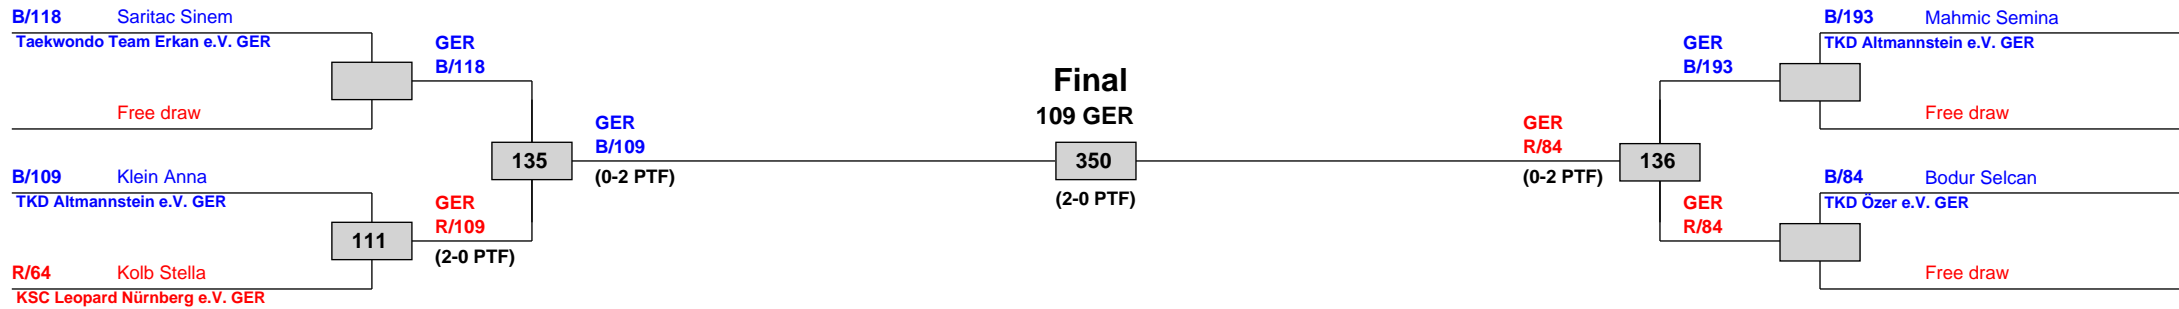 B/118 Saritac Sinem
Taekwondo Team Erkan e.V. GER
Free draw
B/109 Klein Anna
TKD Altmannstein e.V. GER
111
R/64 Kolb Stella
KSC Leopard Nürnberg e.V. GER
GER
B/118
135
GER
R/109
(2-0 PTF)
GER
B/109
(0-2 PTF)
Final
109 GER
350
(2-0 PTF)
GER
R/84
(0-2 PTF)
136
GER
B/193
GER
R/84
B/193 Mahmic Semina
TKD Altmannstein e.V. GER
Free draw
B/84 Bodur Selcan
TKD Özer e.V. GER
Free draw